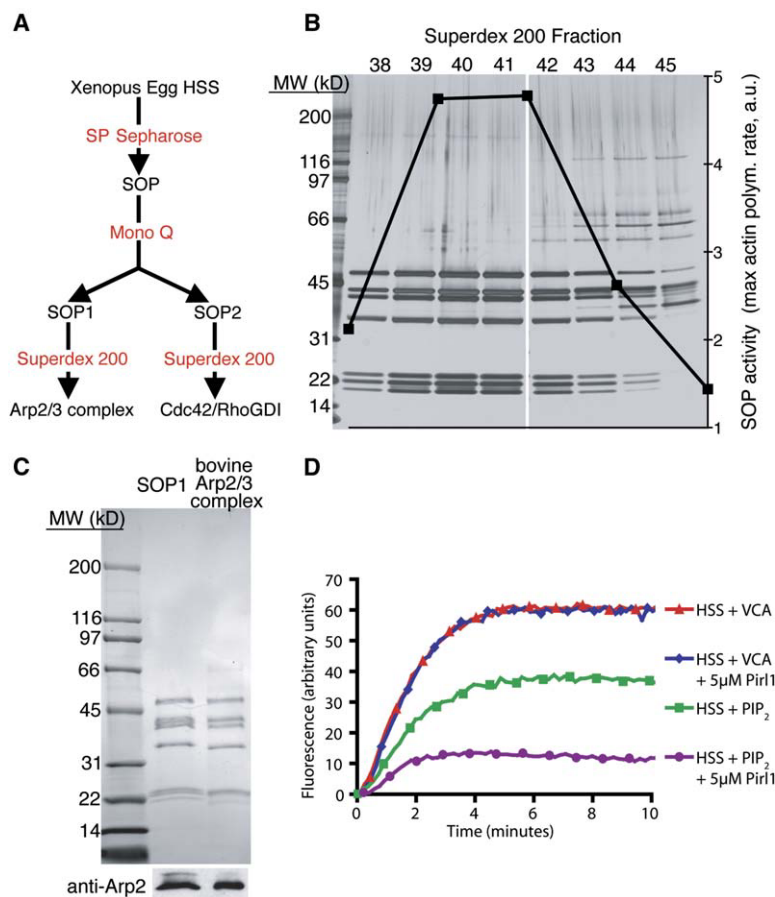 A
Xenopus Egg HSS
SP Sepharose
SOP
Mono Q
SOP1 SOP2
Superdex 200 Superdex 200
Arp2/3 complex Cdc42/RhoGDI
B
Superdex 200 Fraction
38 39 40 41 42 43 44 45
MW (kD)
200
116
97
66
45
31
22
14
5
4
3
2
1
SOP activity (max actin polym. rate, a.u.)
C
SOP1
bovine
Arp2/3
complex
MW (kD)
200
116
97
66
45
31
22
14
anti-Arp2
D
Fluorescence (arbitrary units)
70
60
50
40
30
20
10
0
0 2 4 6 8 10
Time (minutes)
HSS + VCA
HSS + VCA
+ 5μM Pirl1
HSS + PIP2
HSS + PIP2
+ 5μM Pirl1